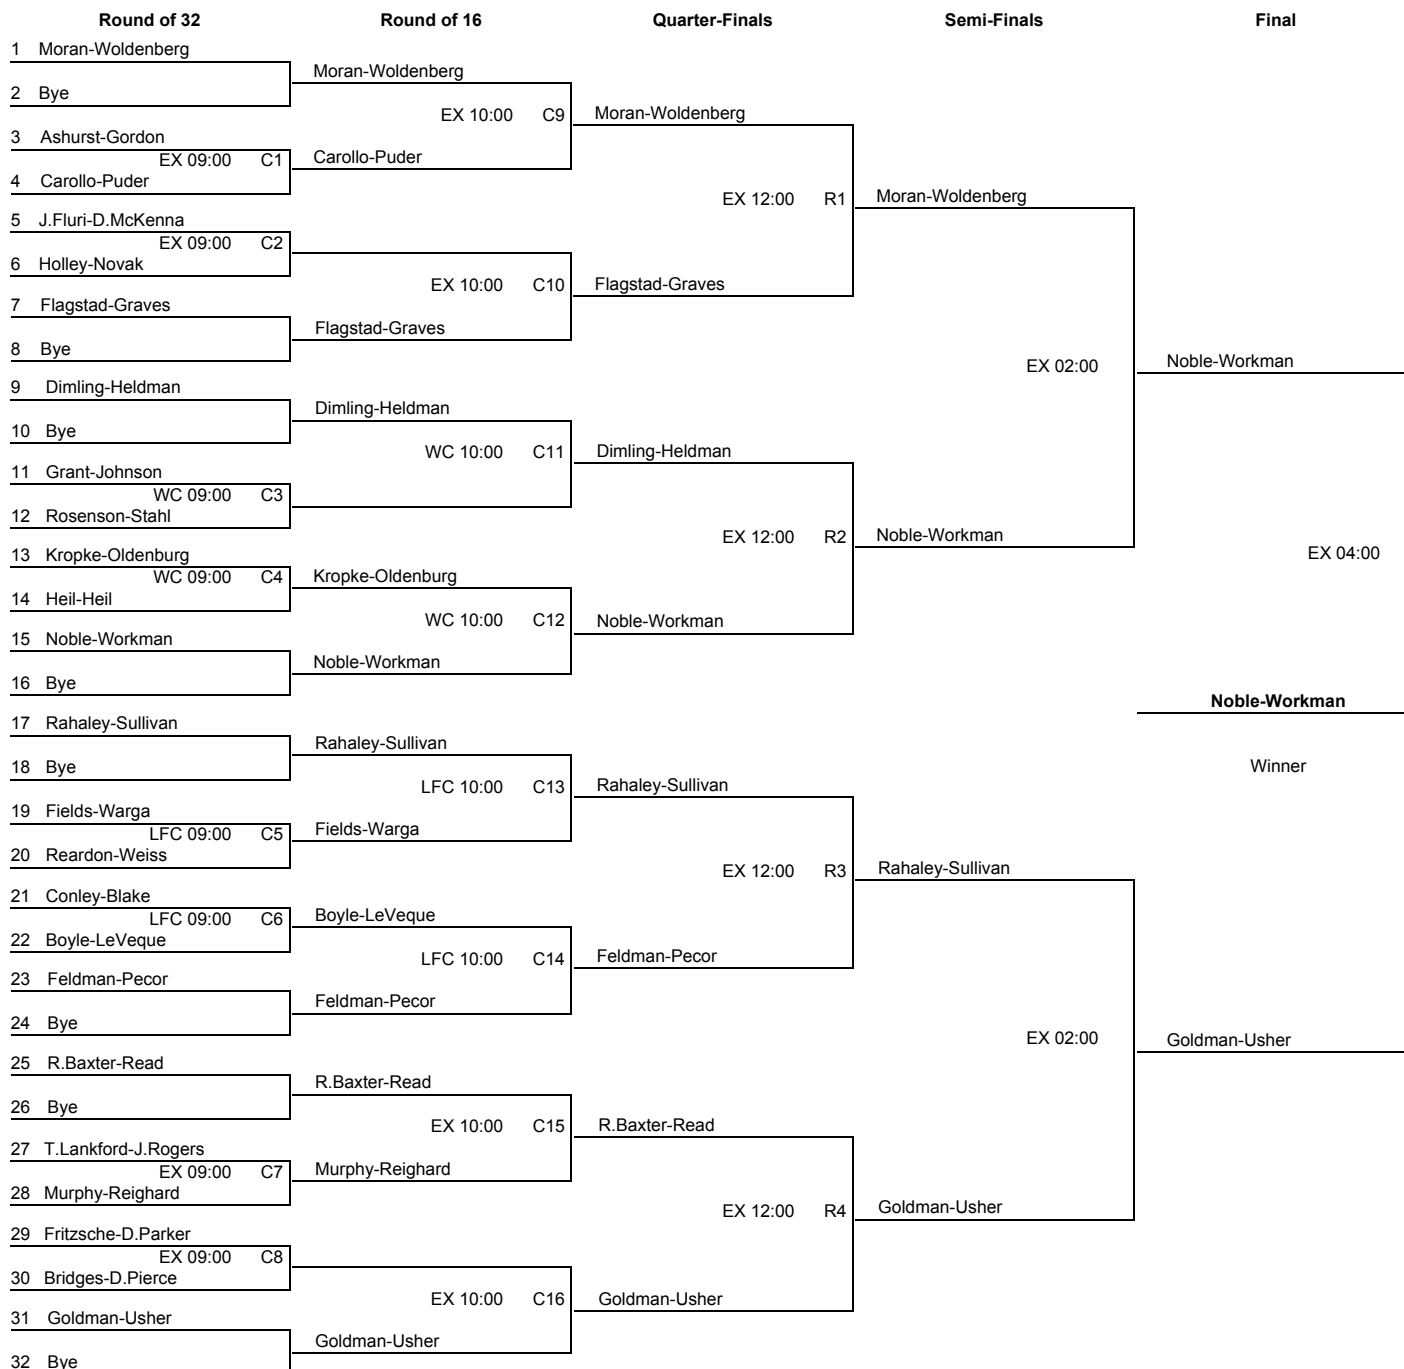 Round of 32 Round of 16 Quarter-Finals Semi-Finals Final
1 Moran-Woldenberg
Moran-Woldenberg
2 Bye
EX 10:00 C9 Moran-Woldenberg
3 Ashurst-Gordon
EX 09:00 C1 Carollo-Puder
4 Carollo-Puder
EX 12:00 R1 Moran-Woldenberg
5 J.Fluri-D.McKenna
EX 09:00 C2
6 Holley-Novak
EX 10:00 C10 Flagstad-Graves
7 Flagstad-Graves
Flagstad-Graves
8 Bye
EX 02:00 Noble-Workman
9 Dimling-Heldman
Dimling-Heldman
10 Bye
WC 10:00 C11 Dimling-Heldman
11 Grant-Johnson
WC 09:00 C3
12 Rosenson-Stahl
EX 12:00 R2 Noble-Workman
13 Kropke-Oldenburg EX 04:00
WC 09:00 C4 Kropke-Oldenburg
14 Heil-Heil
WC 10:00 C12 Noble-Workman
15 Noble-Workman
Noble-Workman
16 Bye
Noble-Workman
17 Rahaley-Sullivan
Rahaley-Sullivan
18 Bye Winner
LFC 10:00 C13 Rahaley-Sullivan
19 Fields-Warga
LFC 09:00 C5 Fields-Warga
20 Reardon-Weiss
EX 12:00 R3 Rahaley-Sullivan
21 Conley-Blake
LFC 09:00 C6 Boyle-LeVeque
22 Boyle-LeVeque
LFC 10:00 C14 Feldman-Pecor
23 Feldman-Pecor
Feldman-Pecor
24 Bye
EX 02:00 Goldman-Usher
25 R.Baxter-Read
R.Baxter-Read
26 Bye
EX 10:00 C15 R.Baxter-Read
27 T.Lankford-J.Rogers
EX 09:00 C7 Murphy-Reighard
28 Murphy-Reighard
EX 12:00 R4 Goldman-Usher
29 Fritzsche-D.Parker
EX 09:00 C8
30 Bridges-D.Pierce
EX 10:00 C16 Goldman-Usher
31 Goldman-Usher
Goldman-Usher
32 Bye